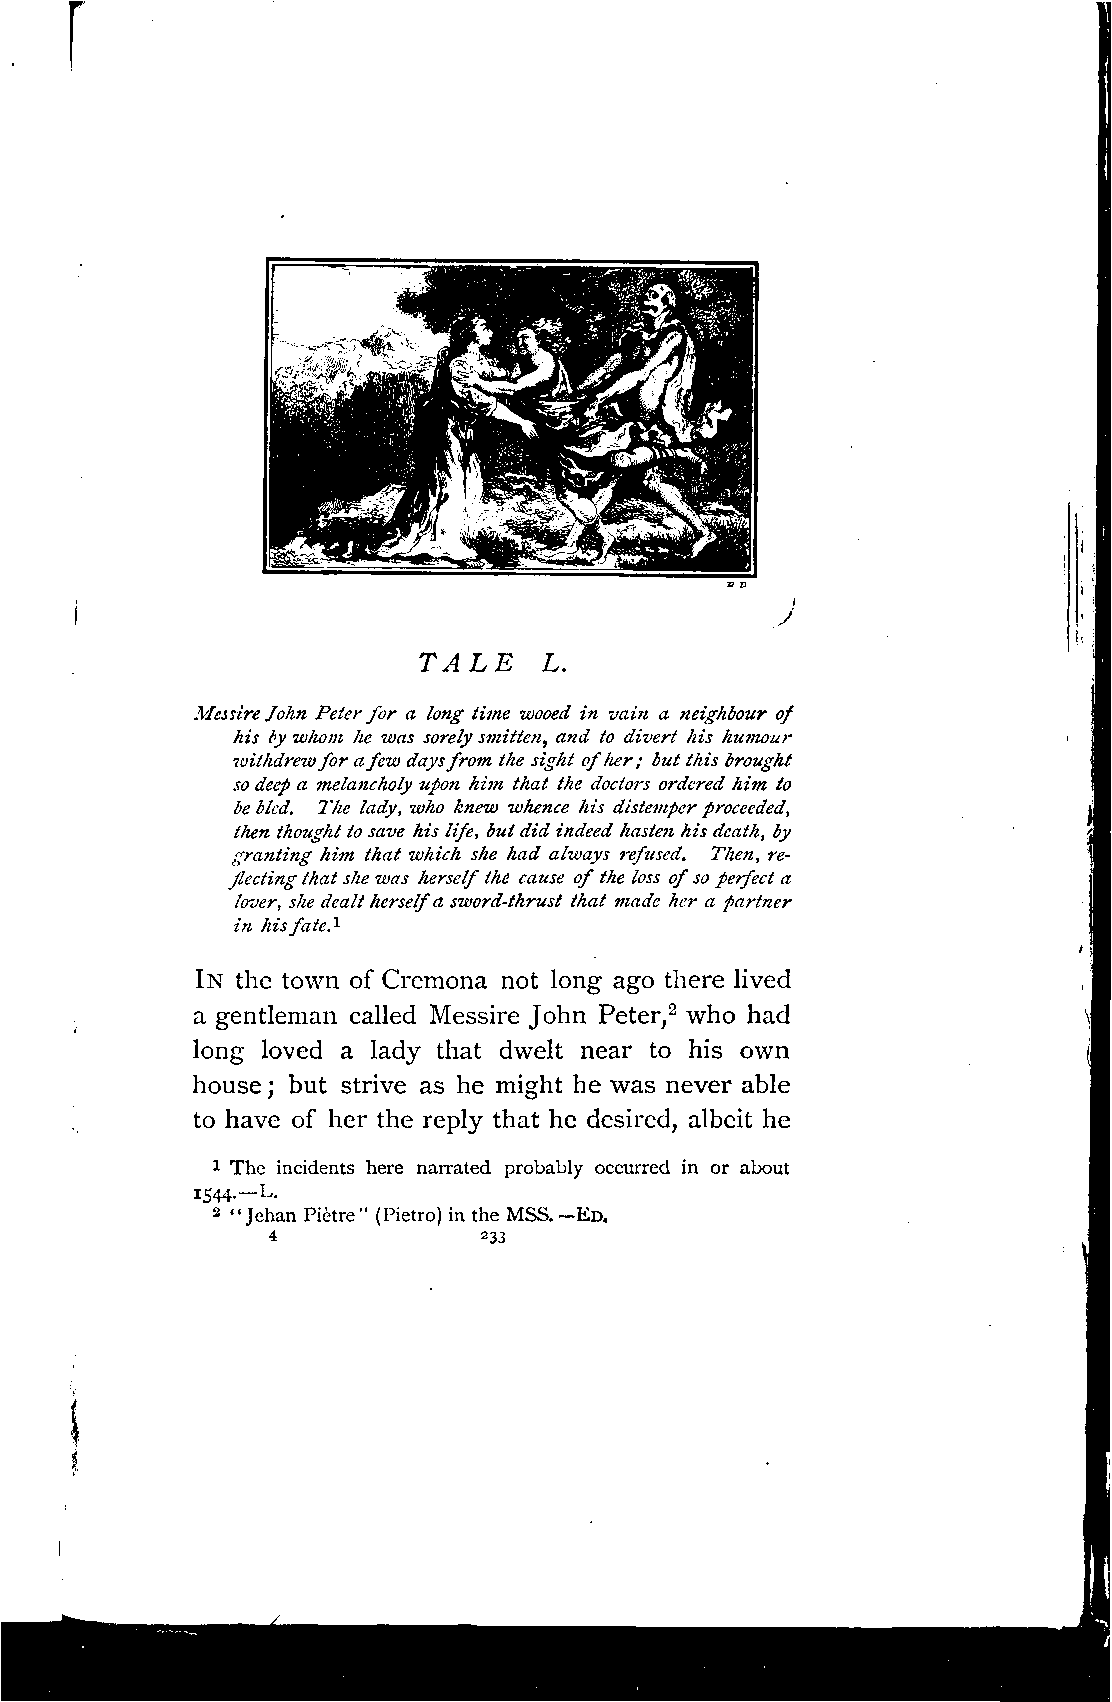 TALE L.
Messire John Peter for a long time wooed in vain a neighbour of
his by whom he was sorely smitten, and to divert his humour
withdrew for a few days from the sight of her; but this brought
so deep a melancholy upon him that the doctors ordered him to
be bled. The lady, who knew whence his distemper proceeded,
then thought to save his life, but did indeed hasten his death, by
granting him that which she had always refused. Then, re-
flecting that she was herself the cause of the loss of so perfect a
lover, she dealt herself a sword-thrust that made her a partner
in his fate.¹
IN the town of Cremona not long ago there lived
a gentleman called Messire John Peter,² who had
long loved a lady that dwelt near to his own
house; but strive as he might he was never able
to have of her the reply that he desired, albeit he
¹ The incidents here narrated probably occurred in or about
1544.—L.
² "Jehan Piètre" (Pietro) in the MSS.—ED.
4 233